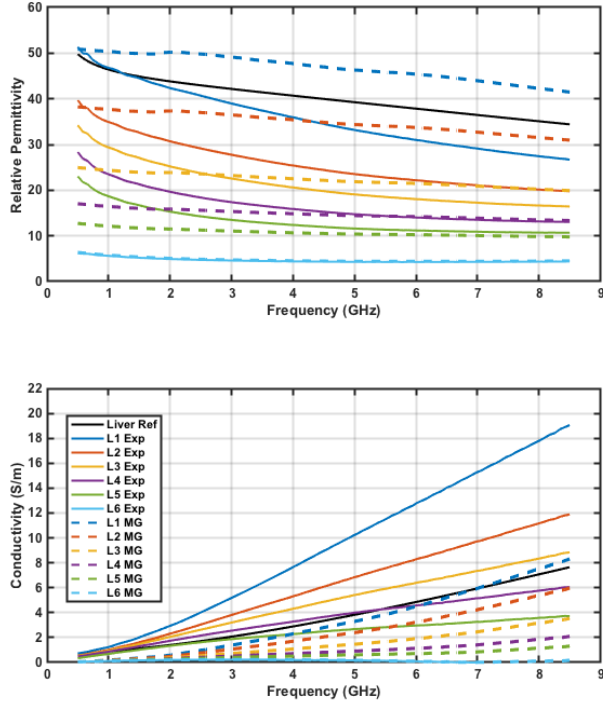 60
50
40
30
20
10
0
Relative Permittivity
0 1 2 3 4 5 6 7 8 9
Frequency (GHz)
22
20
18
16
14
12
10
8
6
4
2
0
Conductivity (S/m)
Liver Ref
L1 Exp
L2 Exp
L3 Exp
L4 Exp
L5 Exp
L6 Exp
L1 MG
L2 MG
L3 MG
L4 MG
L5 MG
L6 MG
0 1 2 3 4 5 6 7 8 9
Frequency (GHz)